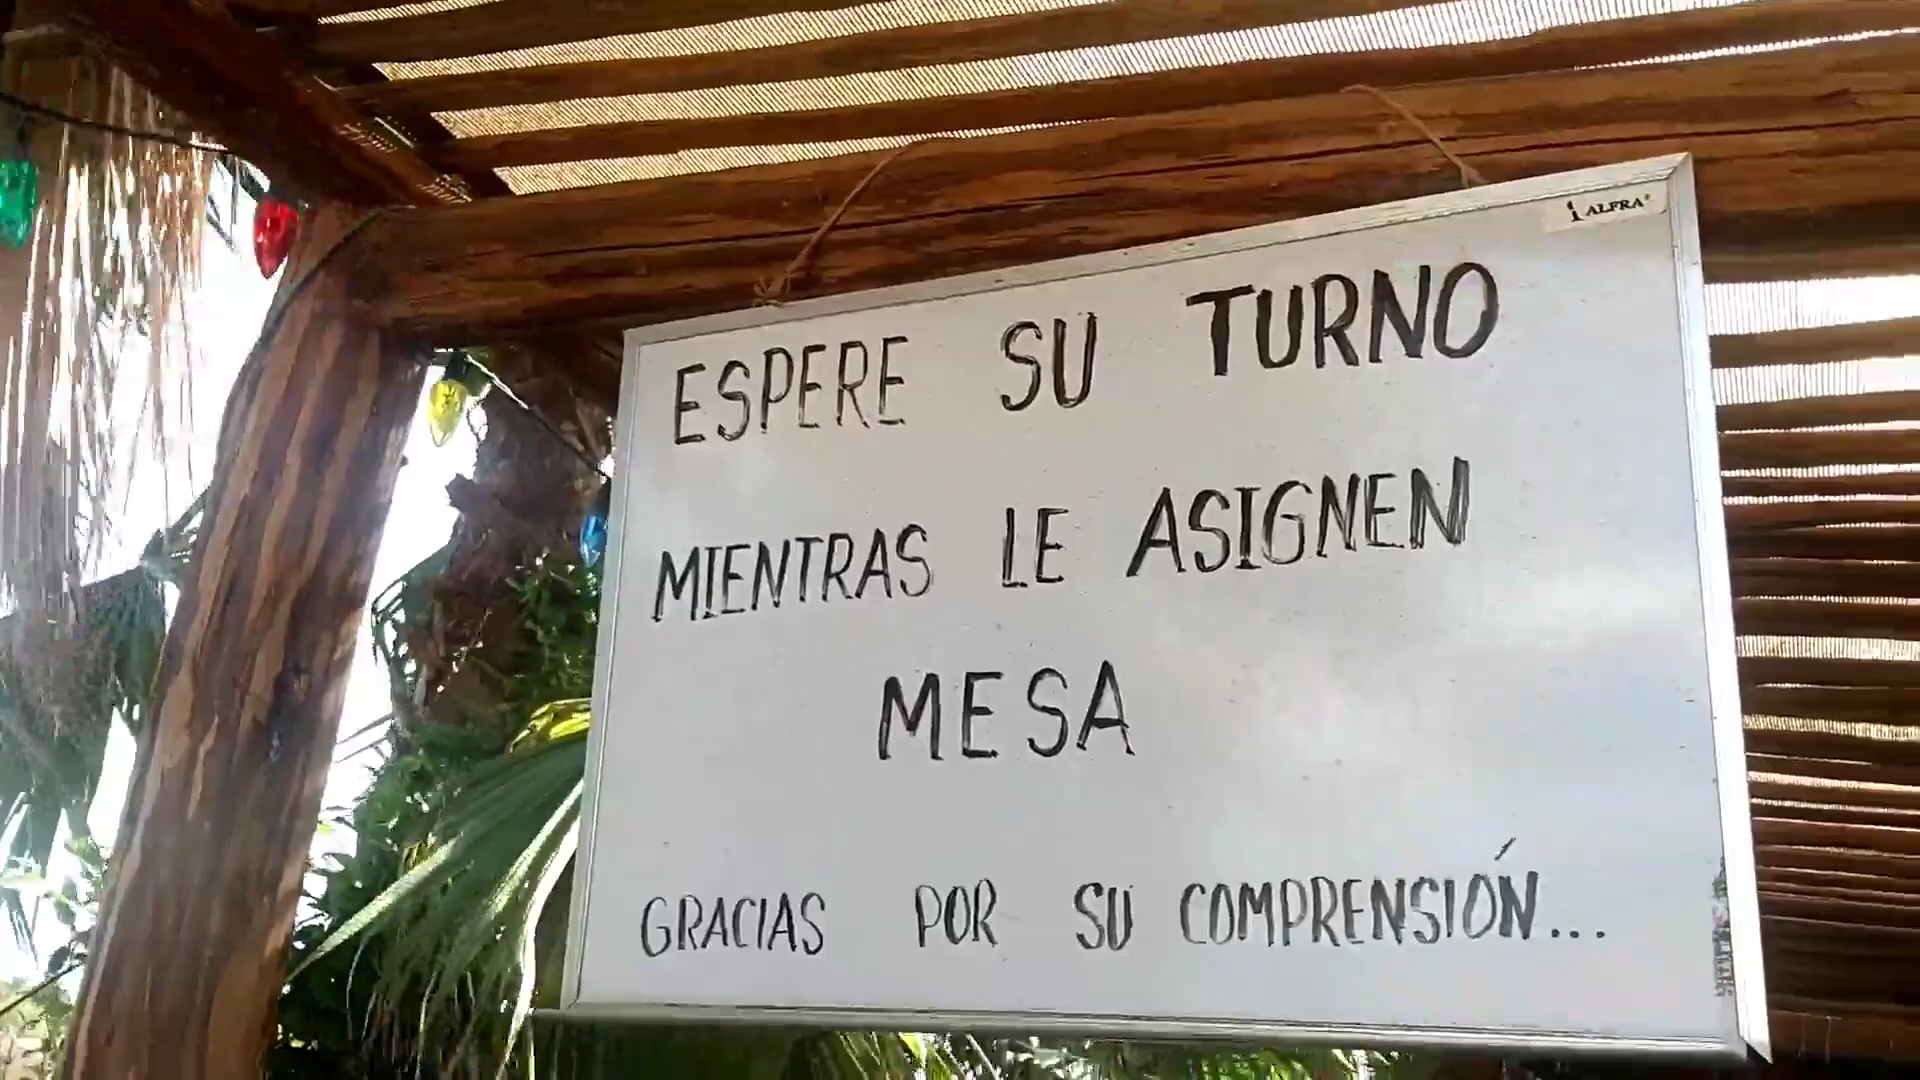 ALFRA
ESPERE SU TURNO
MIENTRAS LE ASIGNEN
MESA
GRACIAS POR SU COMPRENSIÓN...